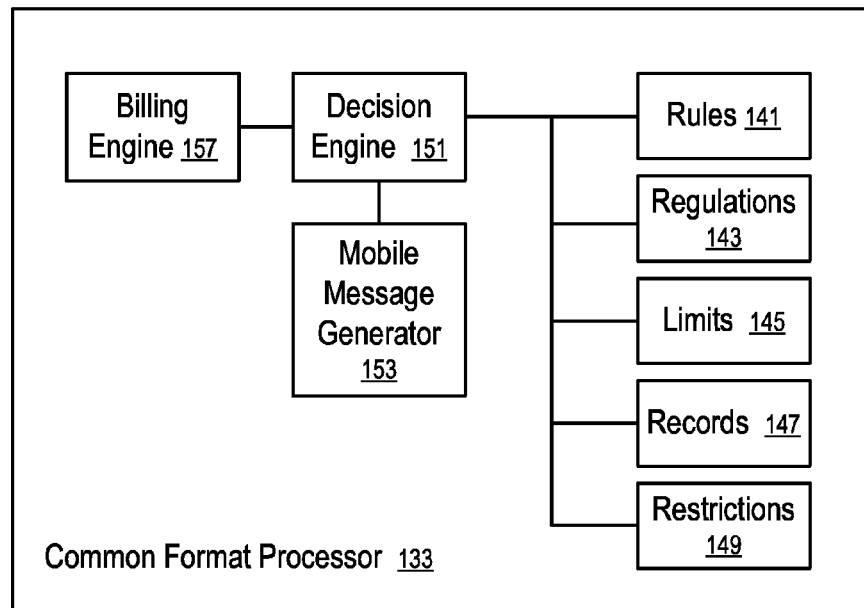 Billing
Engine 157
Decision
Engine 151
Mobile
Message
Generator
153
Rules 141
Regulations
143
Limits 145
Records 147
Restrictions
149
Common Format Processor 133